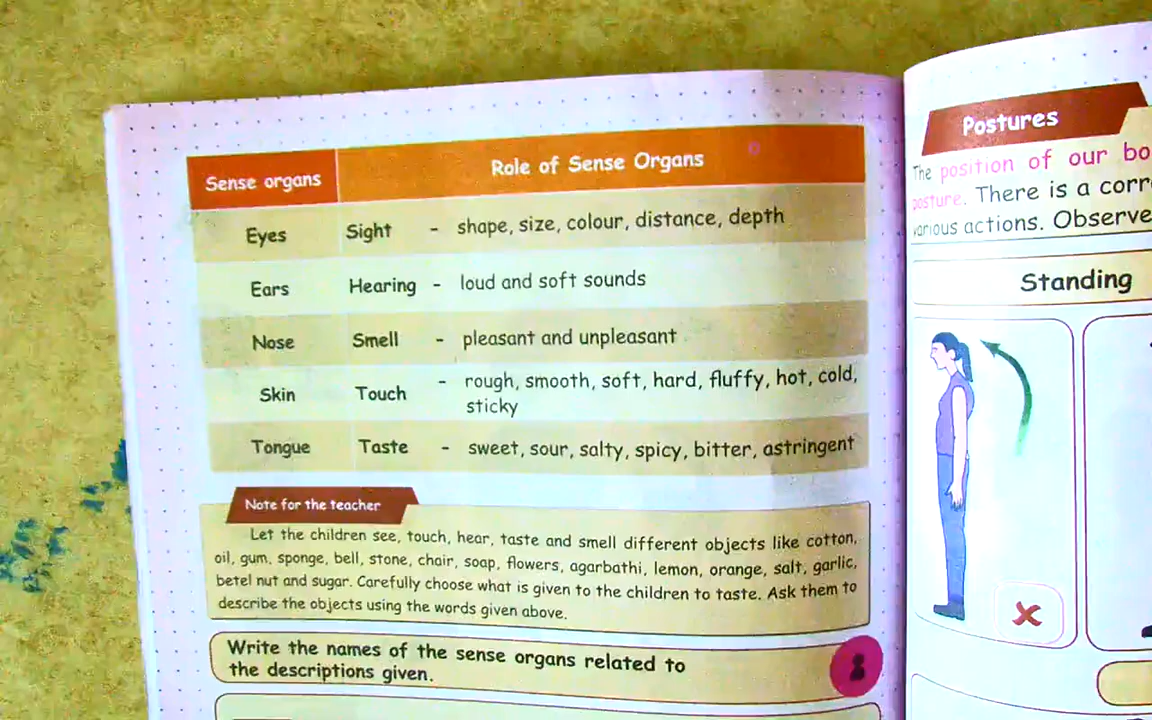 Sense organs Role of Sense Organs
Eyes Sight - shape, size, colour, distance, depth
Ears Hearing - loud and soft sounds
Nose Smell - pleasant and unpleasant
Skin Touch - rough, smooth, soft, hard, fluffy, hot, cold,
sticky
Tongue Taste - sweet, sour, salty, spicy, bitter, astringent
Note for the teacher
Let the children see, touch, hear, taste and smell different objects like cotton,
oil, gum, sponge, bell, stone, chair, soap, flowers, agarbathi, lemon, orange, salt, garlic,
betel nut and sugar. Carefully choose what is given to the children to taste. Ask them to
describe the objects using the words given above.
Write the names of the sense organs related to
the descriptions given.
Postures
The position of our bo
posture. There is a corr
various actions. Observe
Standing